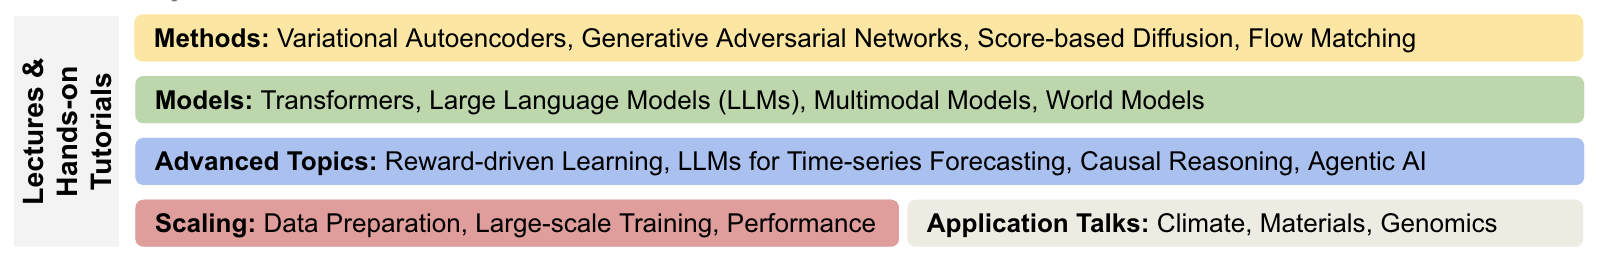 Lectures &
Hands-on
Tutorials
Methods: Variational Autoencoders, Generative Adversarial Networks, Score-based Diffusion, Flow Matching
Models: Transformers, Large Language Models (LLMs), Multimodal Models, World Models
Advanced Topics: Reward-driven Learning, LLMs for Time-series Forecasting, Causal Reasoning, Agentic AI
Scaling: Data Preparation, Large-scale Training, Performance
Application Talks: Climate, Materials, Genomics